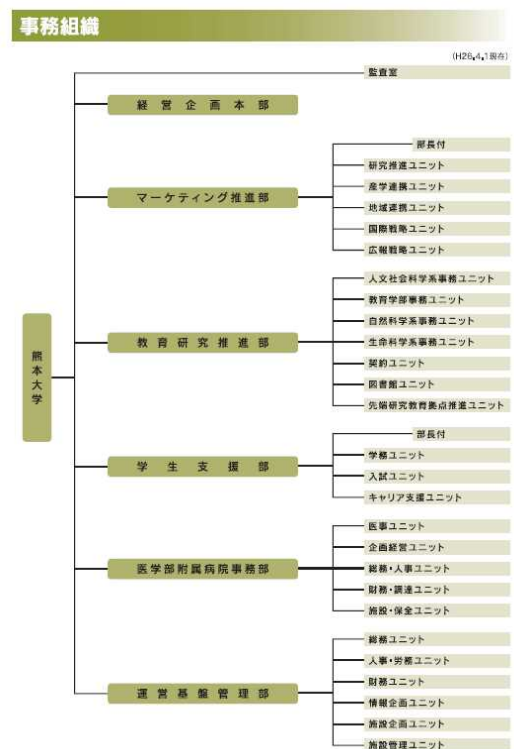 事務組織
(H26.4.1現在)
監査室
経営企画本部
マーケティング推進部
部長付
研究推進ユニット
産学連携ユニット
地域連携ユニット
国際戦略ユニット
広報戦略ユニット
熊本大学
教育研究推進部
人文社会科学系事務ユニット
教育学部事務ユニット
自然科学系事務ユニット
生命科学系事務ユニット
契約ユニット
図書館ユニット
先端研究教育拠点推進ユニット
学生支援部
部長付
学務ユニット
入試ユニット
キャリア支援ユニット
医学部附属病院事務部
医事ユニット
企画経営ユニット
総務・人事ユニット
財務・調達ユニット
施設・保全ユニット
運営基盤管理部
総務ユニット
人事・労務ユニット
財務ユニット
情報企画ユニット
施設企画ユニット
施設管理ユニット